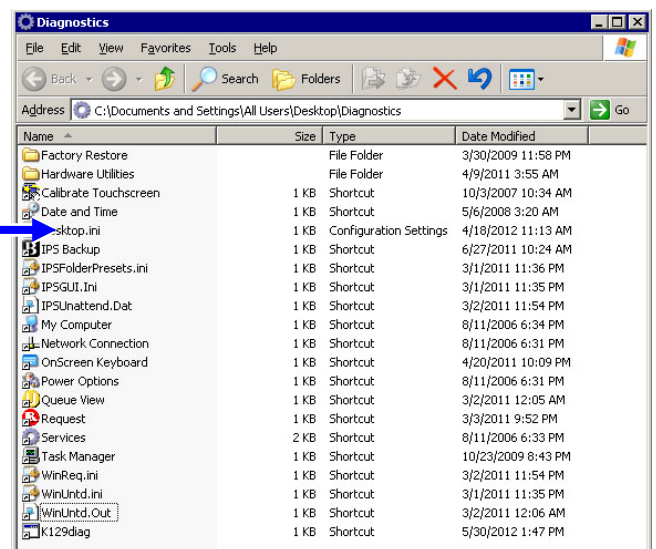 Diagnostics
File Edit View Favorites Tools Help
Back Search Folders
Address C:\Documents and Settings\All Users\Desktop\Diagnostics Go
Name Size Type Date Modified
Factory Restore File Folder 3/30/2009 11:58 PM
Hardware Utilities File Folder 4/9/2011 3:55 AM
Calibrate Touchscreen 1 KB Shortcut 10/3/2007 10:34 AM
Date and Time 1 KB Shortcut 5/6/2008 3:20 AM
esktop.ini 1 KB Configuration Settings 4/18/2012 11:13 AM
IPS Backup 1 KB Shortcut 6/27/2011 10:24 AM
IPSFolderPresets.ini 1 KB Shortcut 3/1/2011 11:36 PM
IPSGUI.Ini 1 KB Shortcut 3/1/2011 11:35 PM
IPSUnattend.Dat 1 KB Shortcut 3/2/2011 11:54 PM
My Computer 1 KB Shortcut 8/11/2006 6:34 PM
Network Connection 1 KB Shortcut 8/11/2006 6:31 PM
OnScreen Keyboard 1 KB Shortcut 4/20/2011 10:09 PM
Power Options 1 KB Shortcut 8/11/2006 6:31 PM
Queue View 1 KB Shortcut 3/2/2011 12:05 AM
Request 1 KB Shortcut 3/3/2011 9:52 PM
Services 2 KB Shortcut 8/11/2006 6:33 PM
Task Manager 1 KB Shortcut 10/23/2009 8:43 PM
WinReq.ini 1 KB Shortcut 3/2/2011 11:54 PM
WinUntd.ini 1 KB Shortcut 3/1/2011 11:35 PM
WinUntd.Out 1 KB Shortcut 3/2/2011 12:06 AM
K129diag 1 KB Shortcut 5/30/2012 1:47 PM